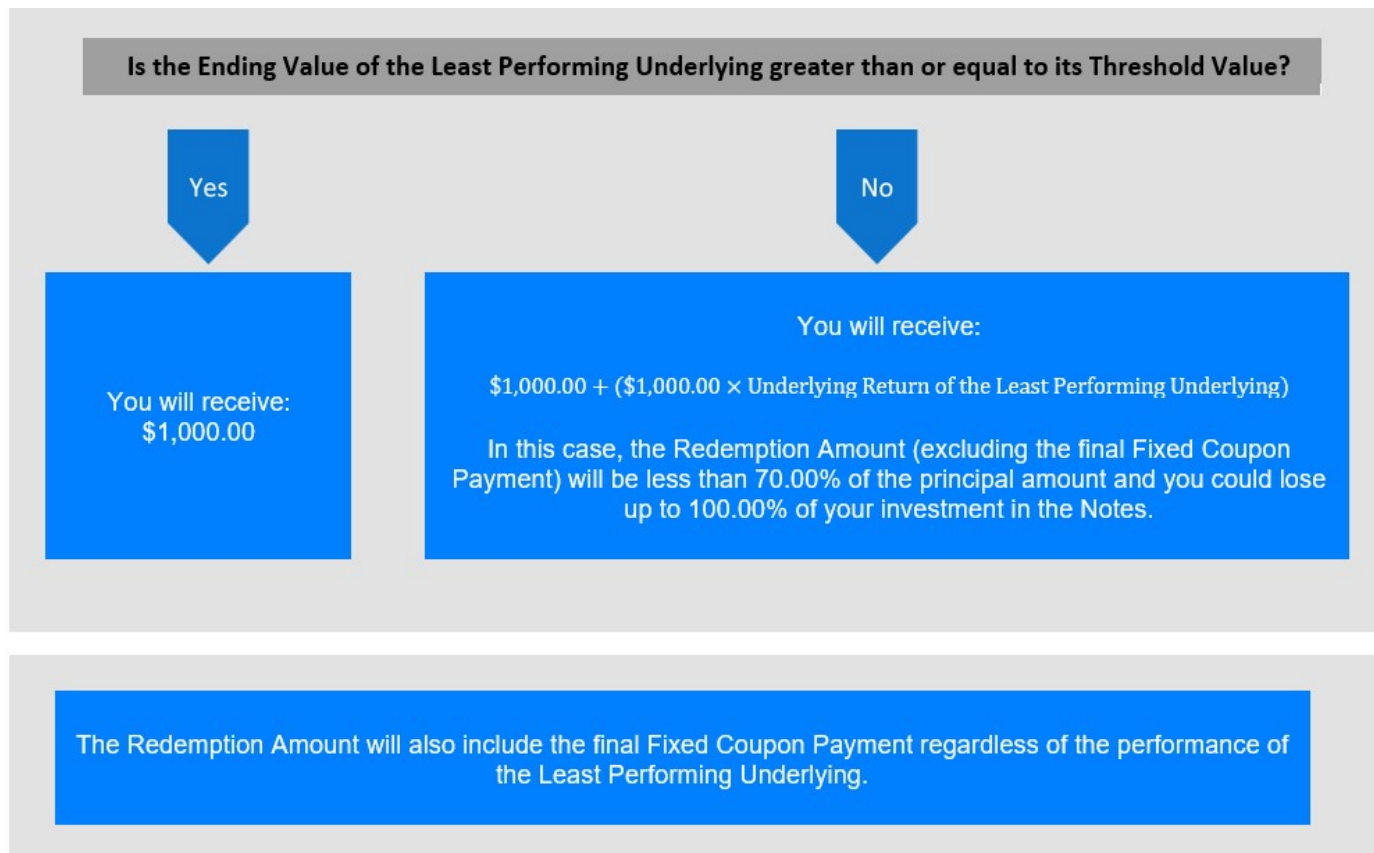 Is the Ending Value of the Least Performing Underlying greater than or equal to its Threshold Value?
Yes
No
You will receive:
$1,000.00
You will receive:
$1,000.00 + ($1,000.00 × Underlying Return of the Least Performing Underlying)
In this case, the Redemption Amount (excluding the final Fixed Coupon
Payment) will be less than 70.00% of the principal amount and you could lose
up to 100.00% of your investment in the Notes.
The Redemption Amount will also include the final Fixed Coupon Payment regardless of the performance of
the Least Performing Underlying.